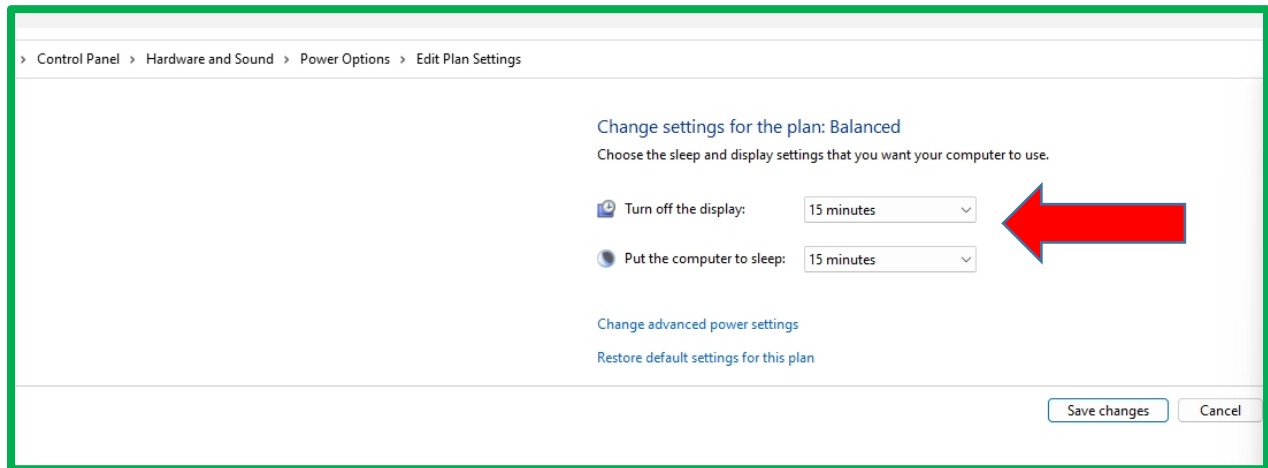 › Control Panel › Hardware and Sound › Power Options › Edit Plan Settings
Change settings for the plan: Balanced
Choose the sleep and display settings that you want your computer to use.
Turn off the display: 15 minutes
Put the computer to sleep: 15 minutes
Change advanced power settings
Restore default settings for this plan
Save changes Cancel